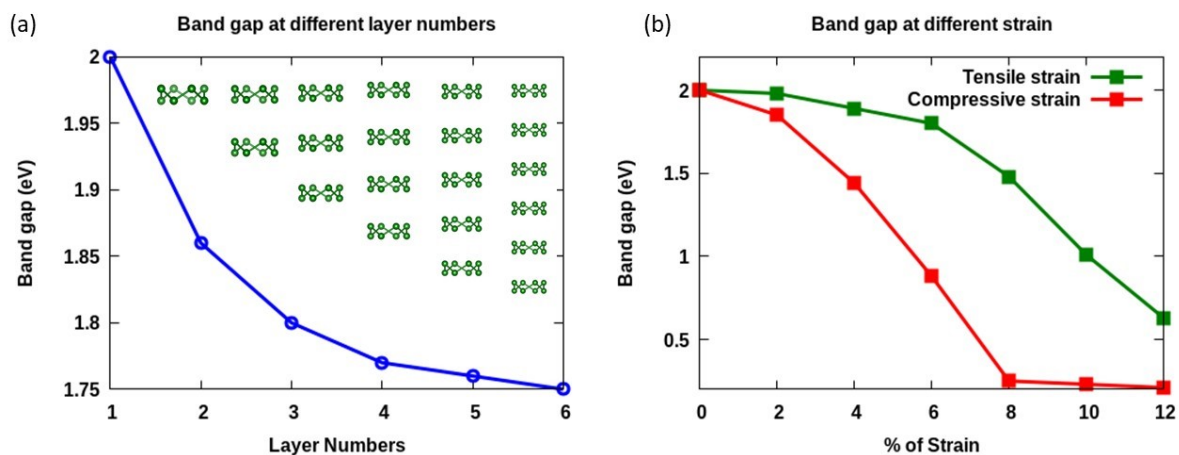 (a)
Band gap at different layer numbers
2
1.95
1.9
1.85
1.8
1.75
Band gap (eV)
1 2 3 4 5 6
Layer Numbers
(b)
Band gap at different strain
Tensile strain
Compressive strain
2
1.5
1
0.5
Band gap (eV)
0 2 4 6 8 10 12
% of Strain